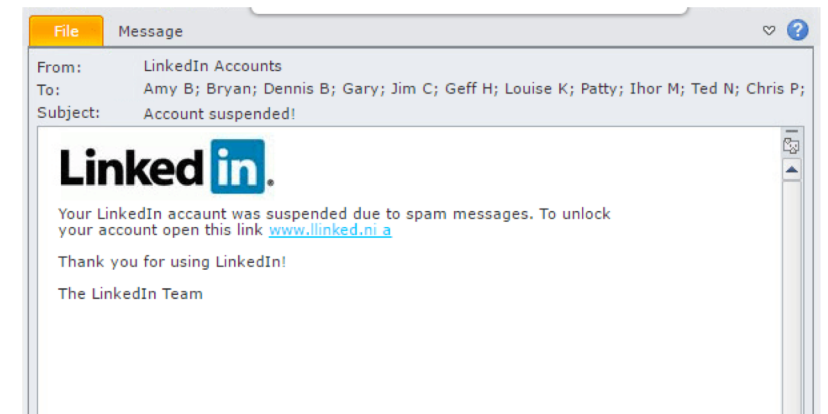 File Message
From: LinkedIn Accounts
To: Amy B; Bryan; Dennis B; Gary; Jim C; Geff H; Louise K; Patty; Ihor M; Ted N; Chris P;
Subject: Account suspended!
Linked in.
Your LinkedIn accaunt was suspended due to spam messages. To unlock
your account open this link www.llinked.ni a
Thank you for using LinkedIn!
The LinkedIn Team